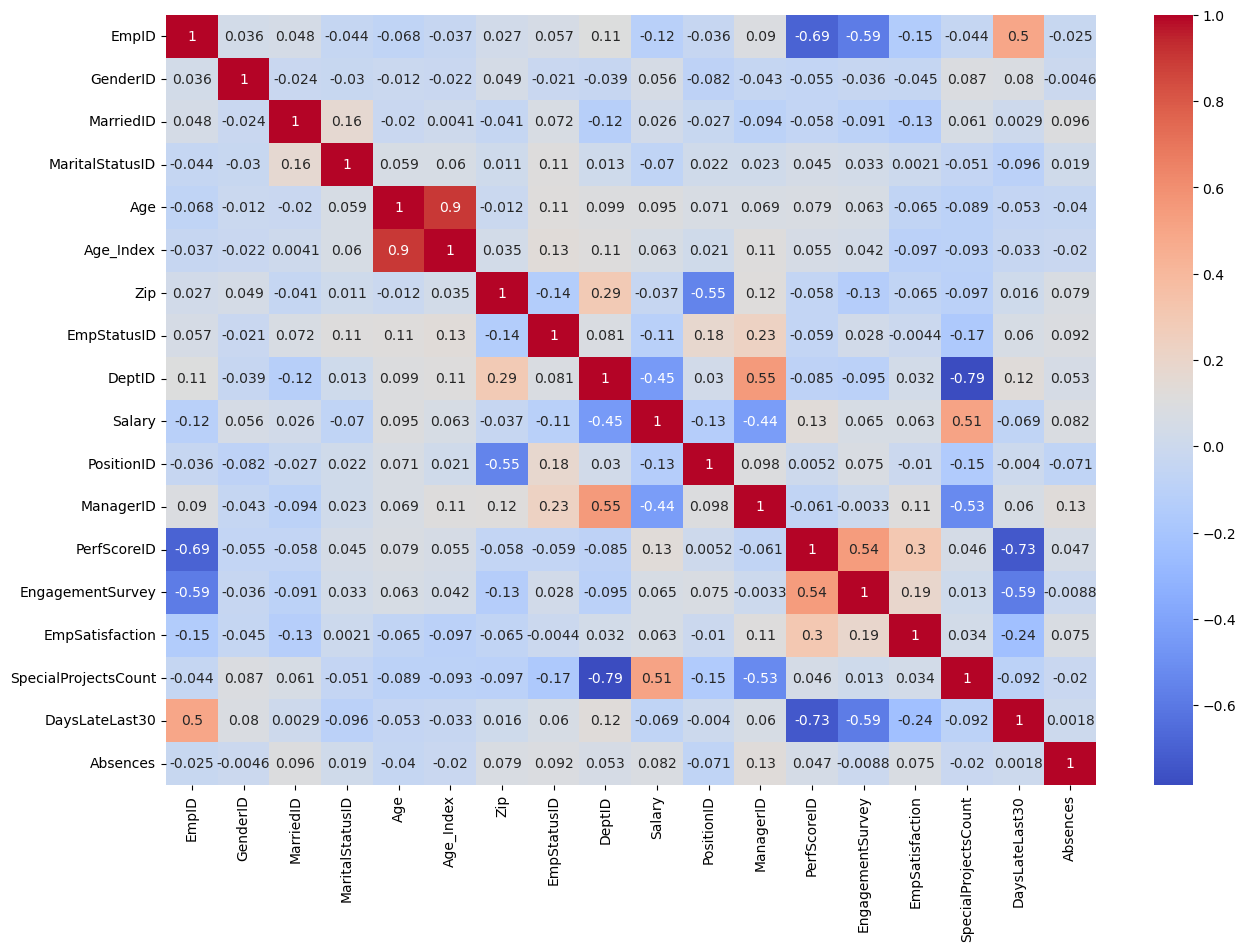 EmpID 1 0.036 0.048 -0.044 -0.068 -0.037 0.027 0.057 0.11 -0.12 -0.036 0.09 -0.69 -0.59 -0.15 -0.044 0.5 -0.025
GenderID 0.036 1 -0.024 -0.03 -0.012 -0.022 0.049 -0.021 -0.039 0.056 -0.082 -0.043 -0.055 -0.036 -0.045 0.087 0.08 -0.0046
MarriedID 0.048 -0.024 1 0.16 -0.02 0.0041 -0.041 0.072 -0.12 0.026 -0.027 -0.094 -0.058 -0.091 -0.13 0.061 0.0029 0.096
MaritalStatusID -0.044 -0.03 0.16 1 0.059 0.06 0.011 0.11 0.013 -0.07 0.022 0.023 0.045 0.033 0.0021 -0.051 -0.096 0.019
Age -0.068 -0.012 -0.02 0.059 1 0.9 -0.012 0.11 0.099 0.095 0.071 0.069 0.079 0.063 -0.065 -0.089 -0.053 -0.04
Age_Index -0.037 -0.022 0.0041 0.06 0.9 1 0.035 0.13 0.11 0.063 0.021 0.11 0.055 0.042 -0.097 -0.093 -0.033 -0.02
Zip 0.027 0.049 -0.041 0.011 -0.012 0.035 1 -0.14 0.29 -0.037 -0.55 0.12 -0.058 -0.13 -0.065 -0.097 0.016 0.079
EmpStatusID 0.057 -0.021 0.072 0.11 0.11 0.13 -0.14 1 0.081 -0.11 0.18 0.23 -0.059 0.028 -0.0044 -0.17 0.06 0.092
DeptID 0.11 -0.039 -0.12 0.013 0.099 0.11 0.29 0.081 1 -0.45 0.03 0.55 -0.085 -0.095 0.032 -0.79 0.12 0.053
Salary -0.12 0.056 0.026 -0.07 0.095 0.063 -0.037 -0.11 -0.45 1 -0.13 -0.44 0.13 0.065 0.063 0.51 -0.069 0.082
PositionID -0.036 -0.082 -0.027 0.022 0.071 0.021 -0.55 0.18 0.03 -0.13 1 0.098 0.0052 0.075 -0.01 -0.15 -0.004 -0.071
ManagerID 0.09 -0.043 -0.094 0.023 0.069 0.11 0.12 0.23 0.55 -0.44 0.098 1 -0.061 -0.0033 0.11 -0.53 0.06 0.13
PerfScoreID -0.69 -0.055 -0.058 0.045 0.079 0.055 -0.058 -0.059 -0.085 0.13 0.0052 -0.061 1 0.54 0.3 0.046 -0.73 0.047
EngagementSurvey -0.59 -0.036 -0.091 0.033 0.063 0.042 -0.13 0.028 -0.095 0.065 0.075 -0.0033 0.54 1 0.19 0.013 -0.59 -0.0088
EmpSatisfaction -0.15 -0.045 -0.13 0.0021 -0.065 -0.097 -0.065 -0.0044 0.032 0.063 -0.01 0.11 0.3 0.19 1 0.034 -0.24 0.075
SpecialProjectsCount -0.044 0.087 0.061 -0.051 -0.089 -0.093 -0.097 -0.17 -0.79 0.51 -0.15 -0.53 0.046 0.013 0.034 1 -0.092 -0.02
DaysLateLast30 0.5 0.08 0.0029 -0.096 -0.053 -0.033 0.016 0.06 0.12 -0.069 -0.004 0.06 -0.73 -0.59 -0.24 -0.092 1 0.0018
Absences -0.025 -0.0046 0.096 0.019 -0.04 -0.02 0.079 0.092 0.053 0.082 -0.071 0.13 0.047 -0.0088 0.075 -0.02 0.0018 1
EmpID GenderID MarriedID MaritalStatusID Age Age_Index Zip EmpStatusID DeptID Salary PositionID ManagerID PerfScoreID EngagementSurvey EmpSatisfaction SpecialProjectsCount DaysLateLast30 Absences
1.0
0.8
0.6
0.4
0.2
0.0
−0.2
−0.4
−0.6